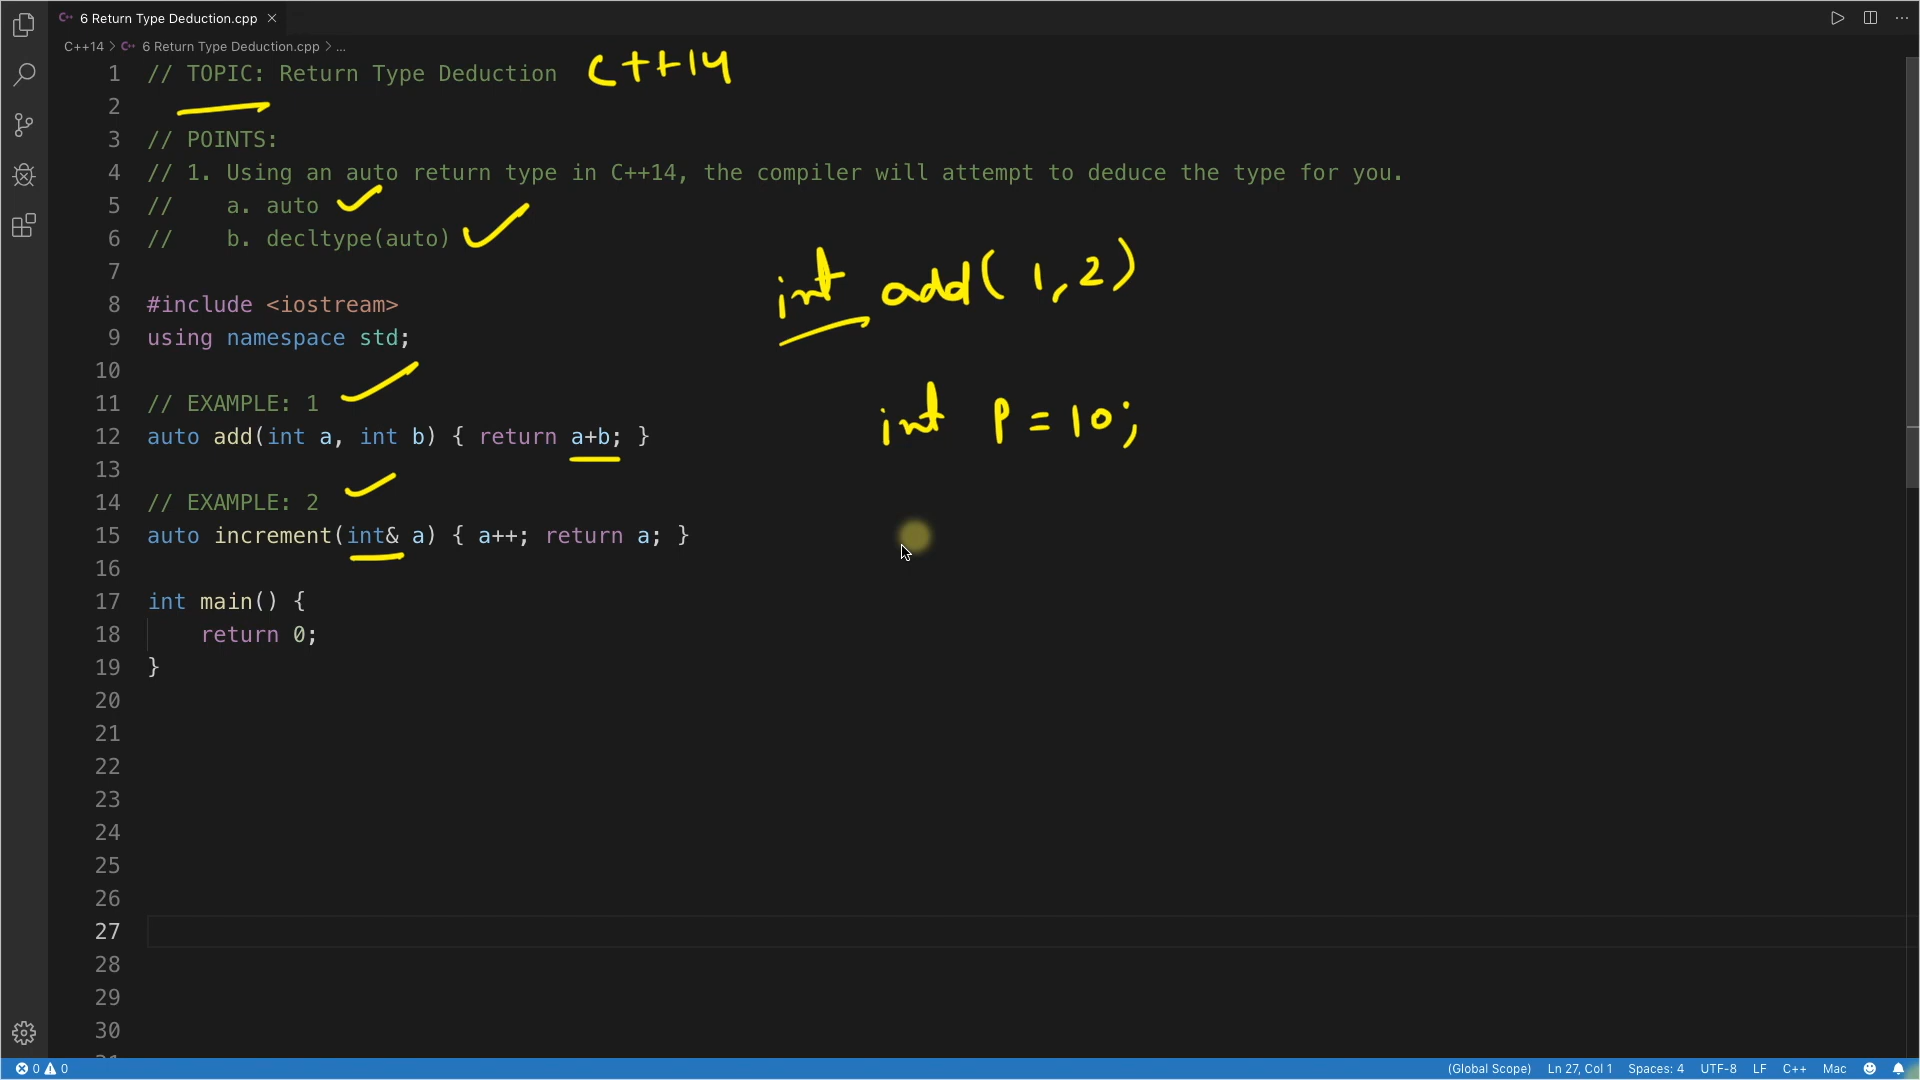 6 Return Type Deduction.cpp
C++14 > 6 Return Type Deduction.cpp > ...
1 // TOPIC: Return Type Deduction C++14
2
3 // POINTS:
4 // 1. Using an auto return type in C++14, the compiler will attempt to deduce the type for you.
5 //    a. auto
6 //    b. decltype(auto)
int add( 1, 2)
7
8 #include <iostream>
9 using namespace std;
10
11 // EXAMPLE: 1
int P = 10;
12 auto add(int a, int b) { return a+b; }
13
14 // EXAMPLE: 2
15 auto increment(int& a) { a++; return a; }
16
17 int main() {
18     return 0;
19 }
20
21
22
23
24
25
26
27
28
29
30
0 0 (Global Scope) Ln 27, Col 1 Spaces: 4 UTF-8 LF C++ Mac